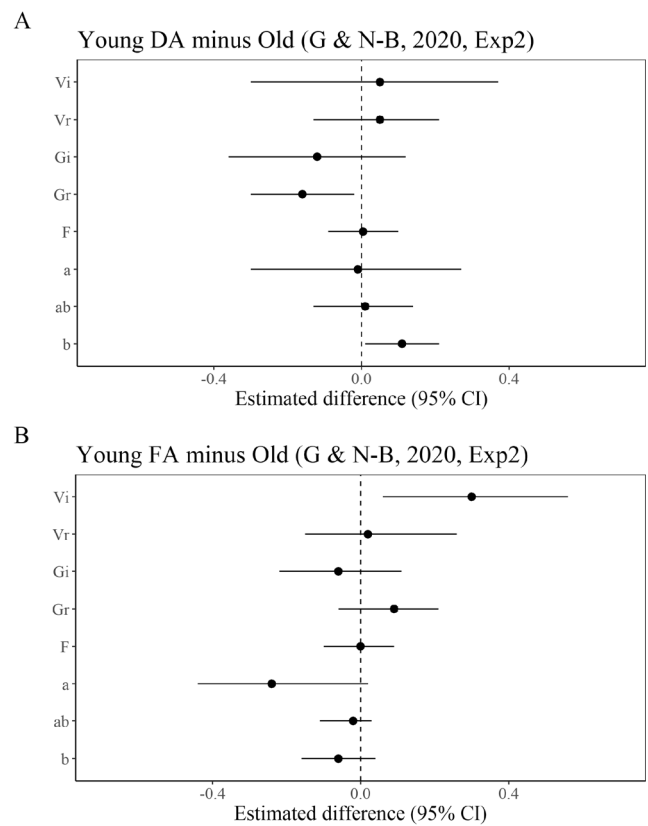 A
Young DA minus Old (G & N-B, 2020, Exp2)
Vi
Vr
Gi
Gr
F
a
ab
b
-0.4 0.0 0.4
Estimated difference (95% CI)
B
Young FA minus Old (G & N-B, 2020, Exp2)
Vi
Vr
Gi
Gr
F
a
ab
b
-0.4 0.0 0.4
Estimated difference (95% CI)